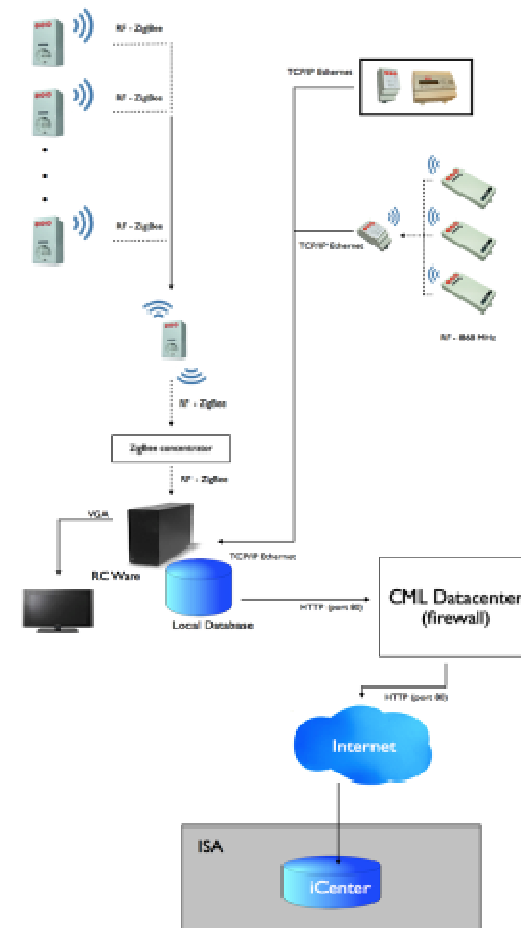 RF - ZigBee
TCP/IP Ethernet
RF - ZigBee
RF - ZigBee
TCP/IP Ethernet
RF - 868 MHz
RF - ZigBee
ZigBee concentrator
RF - ZigBee
VGA
TCP/IP Ethernet
RC Ware
Local Database
HTTP (port 80)
CML Datacenter
(firewall)
HTTP (port 80)
Internet
ISA
iCenter